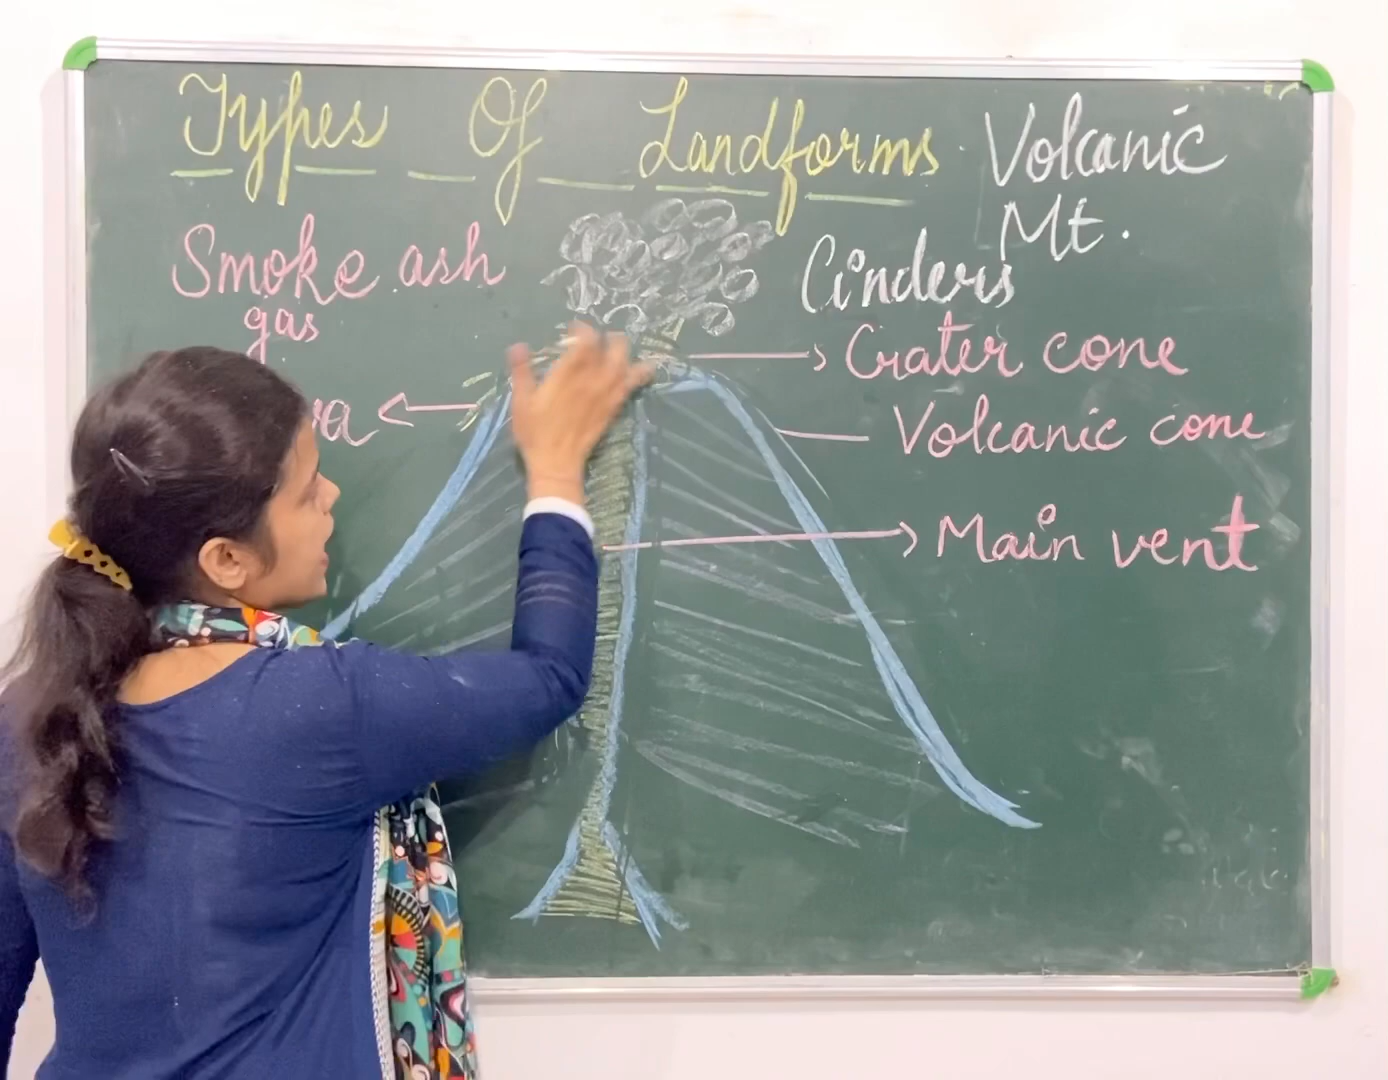 Types Of Landforms
Volcanic
Mt.
Smoke ash
gas
Cinders
Crater cone
Volcanic cone
Main vent